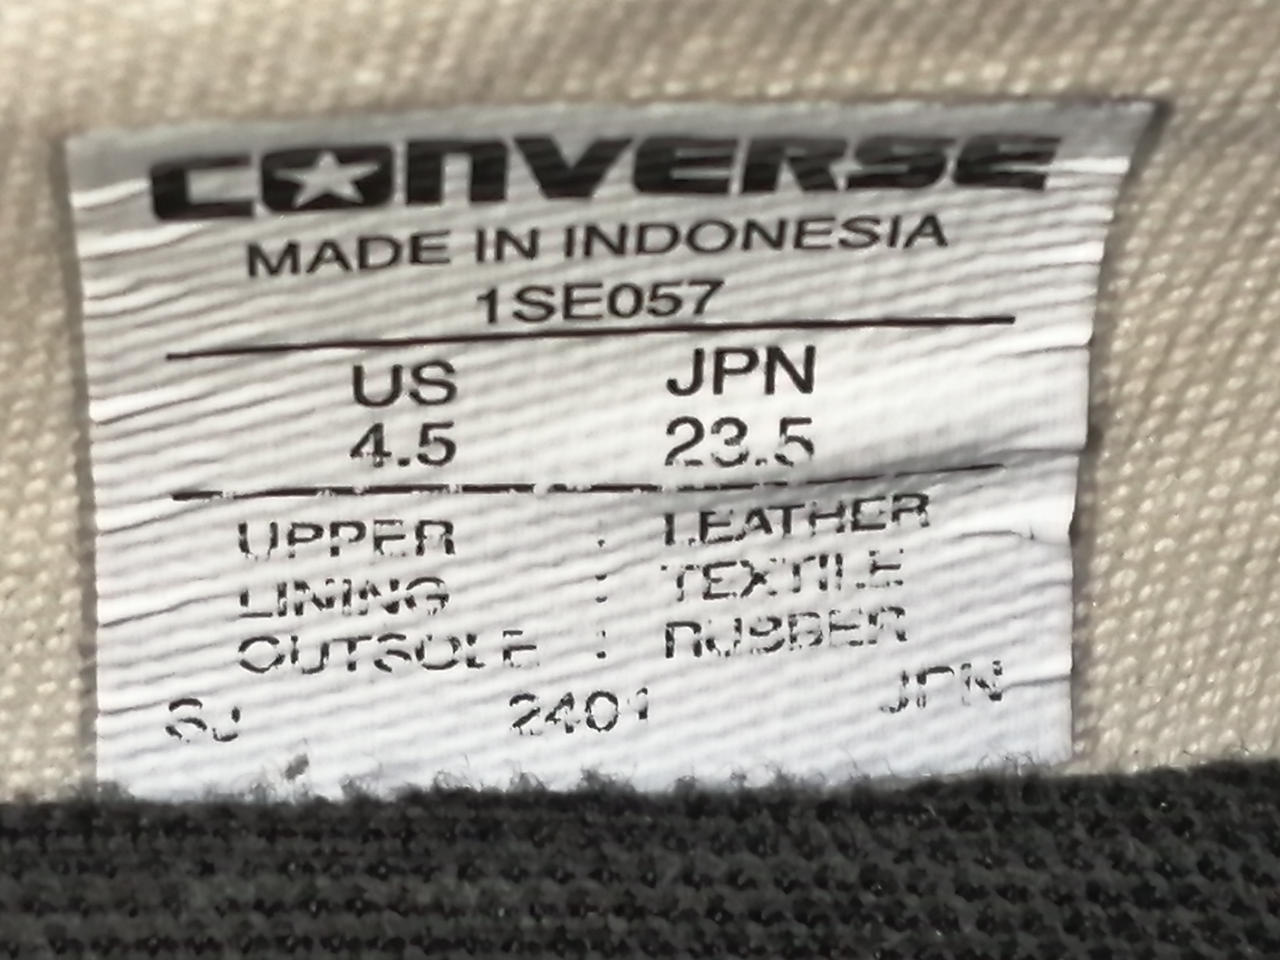 CONVERSE
MADE IN INDONESIA
1SE057
US JPN
4.5 23.5
UPPER : LEATHER
LINING : TEXTILE
OUTSOLE : RUBBER
SJ 2401 JPN